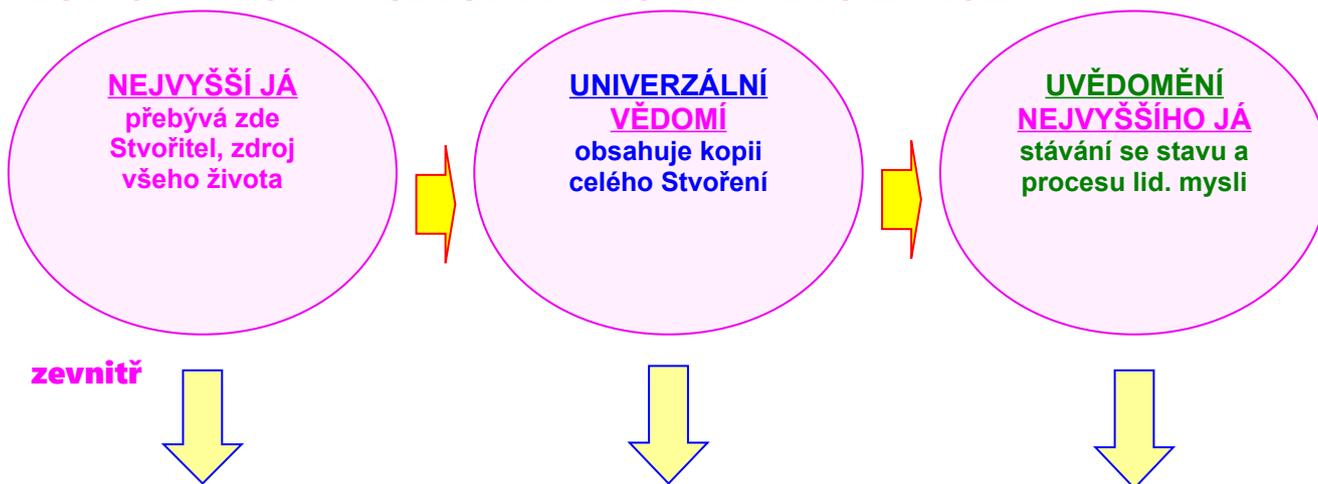 NEJVYŠŠÍ JÁ
přebývá zde
Stvořitel, zdroj
všeho života
UNIVERZÁLNÍ
VĚDOMÍ
obsahuje kopii
celého Stvoření
UVĚDOMĚNÍ
NEJVYŠŠÍHO JÁ
stávání se stavu a
procesu lid. mysli
zevnitř